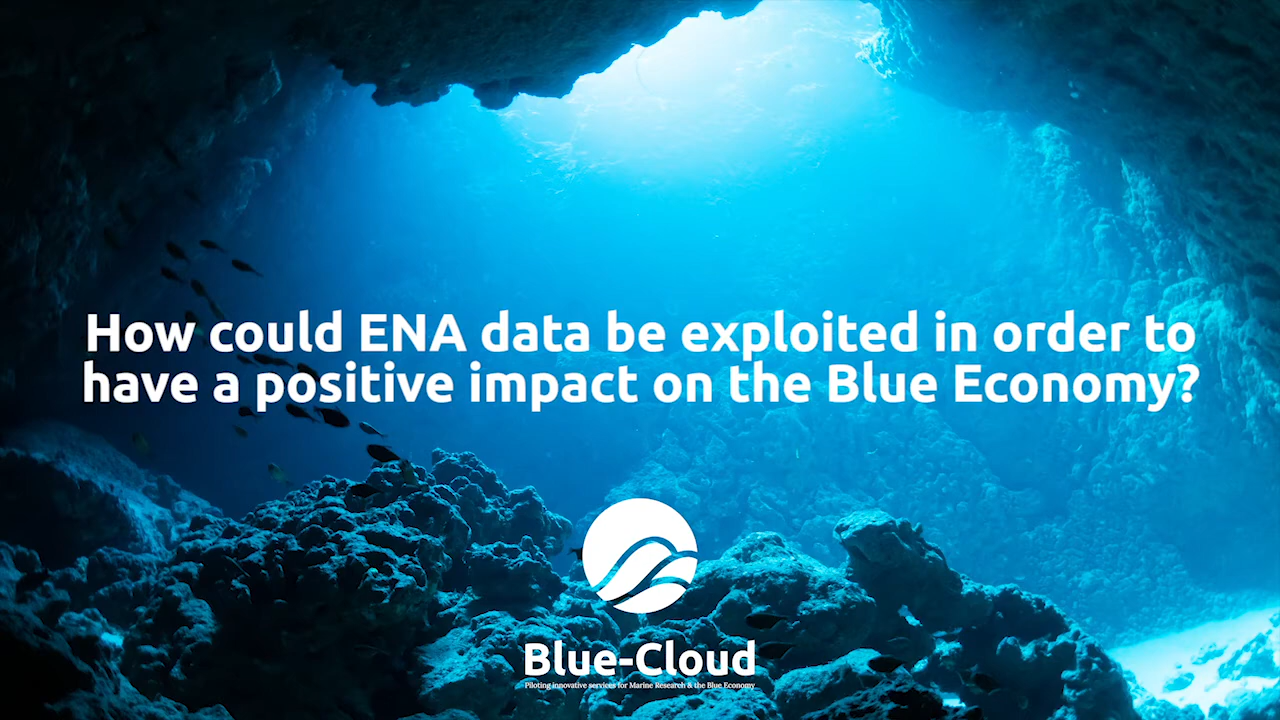 How could ENA data be exploited in order to
have a positive impact on the Blue Economy?
Blue-Cloud
Piloting innovative services for Marine Research & the Blue Economy